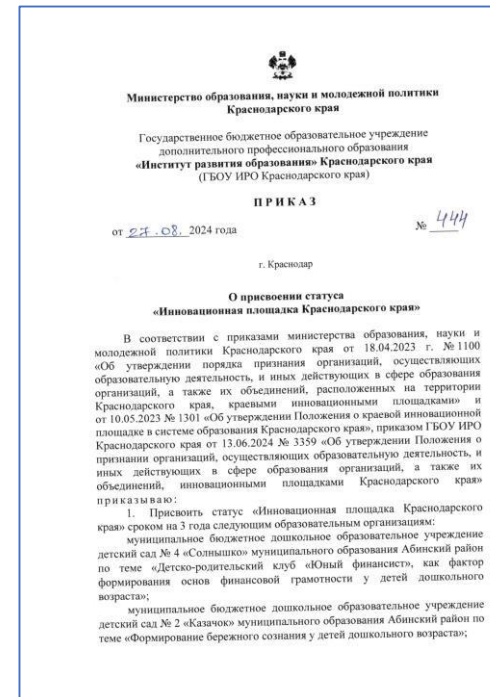 Министерство образования, науки и молодежной политики
Краснодарского края
Государственное бюджетное образовательное учреждение
дополнительного профессионального образования
«Институт развития образования» Краснодарского края
(ГБОУ ИРО Краснодарского края)
ПРИКАЗ
от 27.08. 2024 года № 444
г. Краснодар
О присвоении статуса
«Инновационная площадка Краснодарского края»
В соответствии с приказами министерства образования, науки и
молодежной политики Краснодарского края от 18.04.2023 г. № 1100
«Об утверждении порядка признания организаций, осуществляющих
образовательную деятельность, и иных действующих в сфере образования
организаций, а также их объединений, расположенных на территории
Краснодарского края, краевыми инновационными площадками» и
от 10.05.2023 № 1301 «Об утверждении Положения о краевой инновационной
площадке в системе образования Краснодарского края», приказом ГБОУ ИРО
Краснодарского края от 13.06.2024 № 3359 «Об утверждении Положения о
признании организаций, осуществляющих образовательную деятельность, и
иных действующих в сфере образования организаций, а также их
объединений, инновационными площадками Краснодарского края»
приказываю:
1. Присвоить статус «Инновационная площадка Краснодарского
края» сроком на 3 года следующим образовательным организациям:
муниципальное бюджетное дошкольное образовательное учреждение
детский сад № 4 «Солнышко» муниципального образования Абинский район
по теме «Детско-родительский клуб «Юный финансист», как фактор
формирования основ финансовой грамотности у детей дошкольного
возраста»;
муниципальное бюджетное дошкольное образовательное учреждение
детский сад № 2 «Казачок» муниципального образования Абинский район по
теме «Формирование бережного сознания у детей дошкольного возраста»;